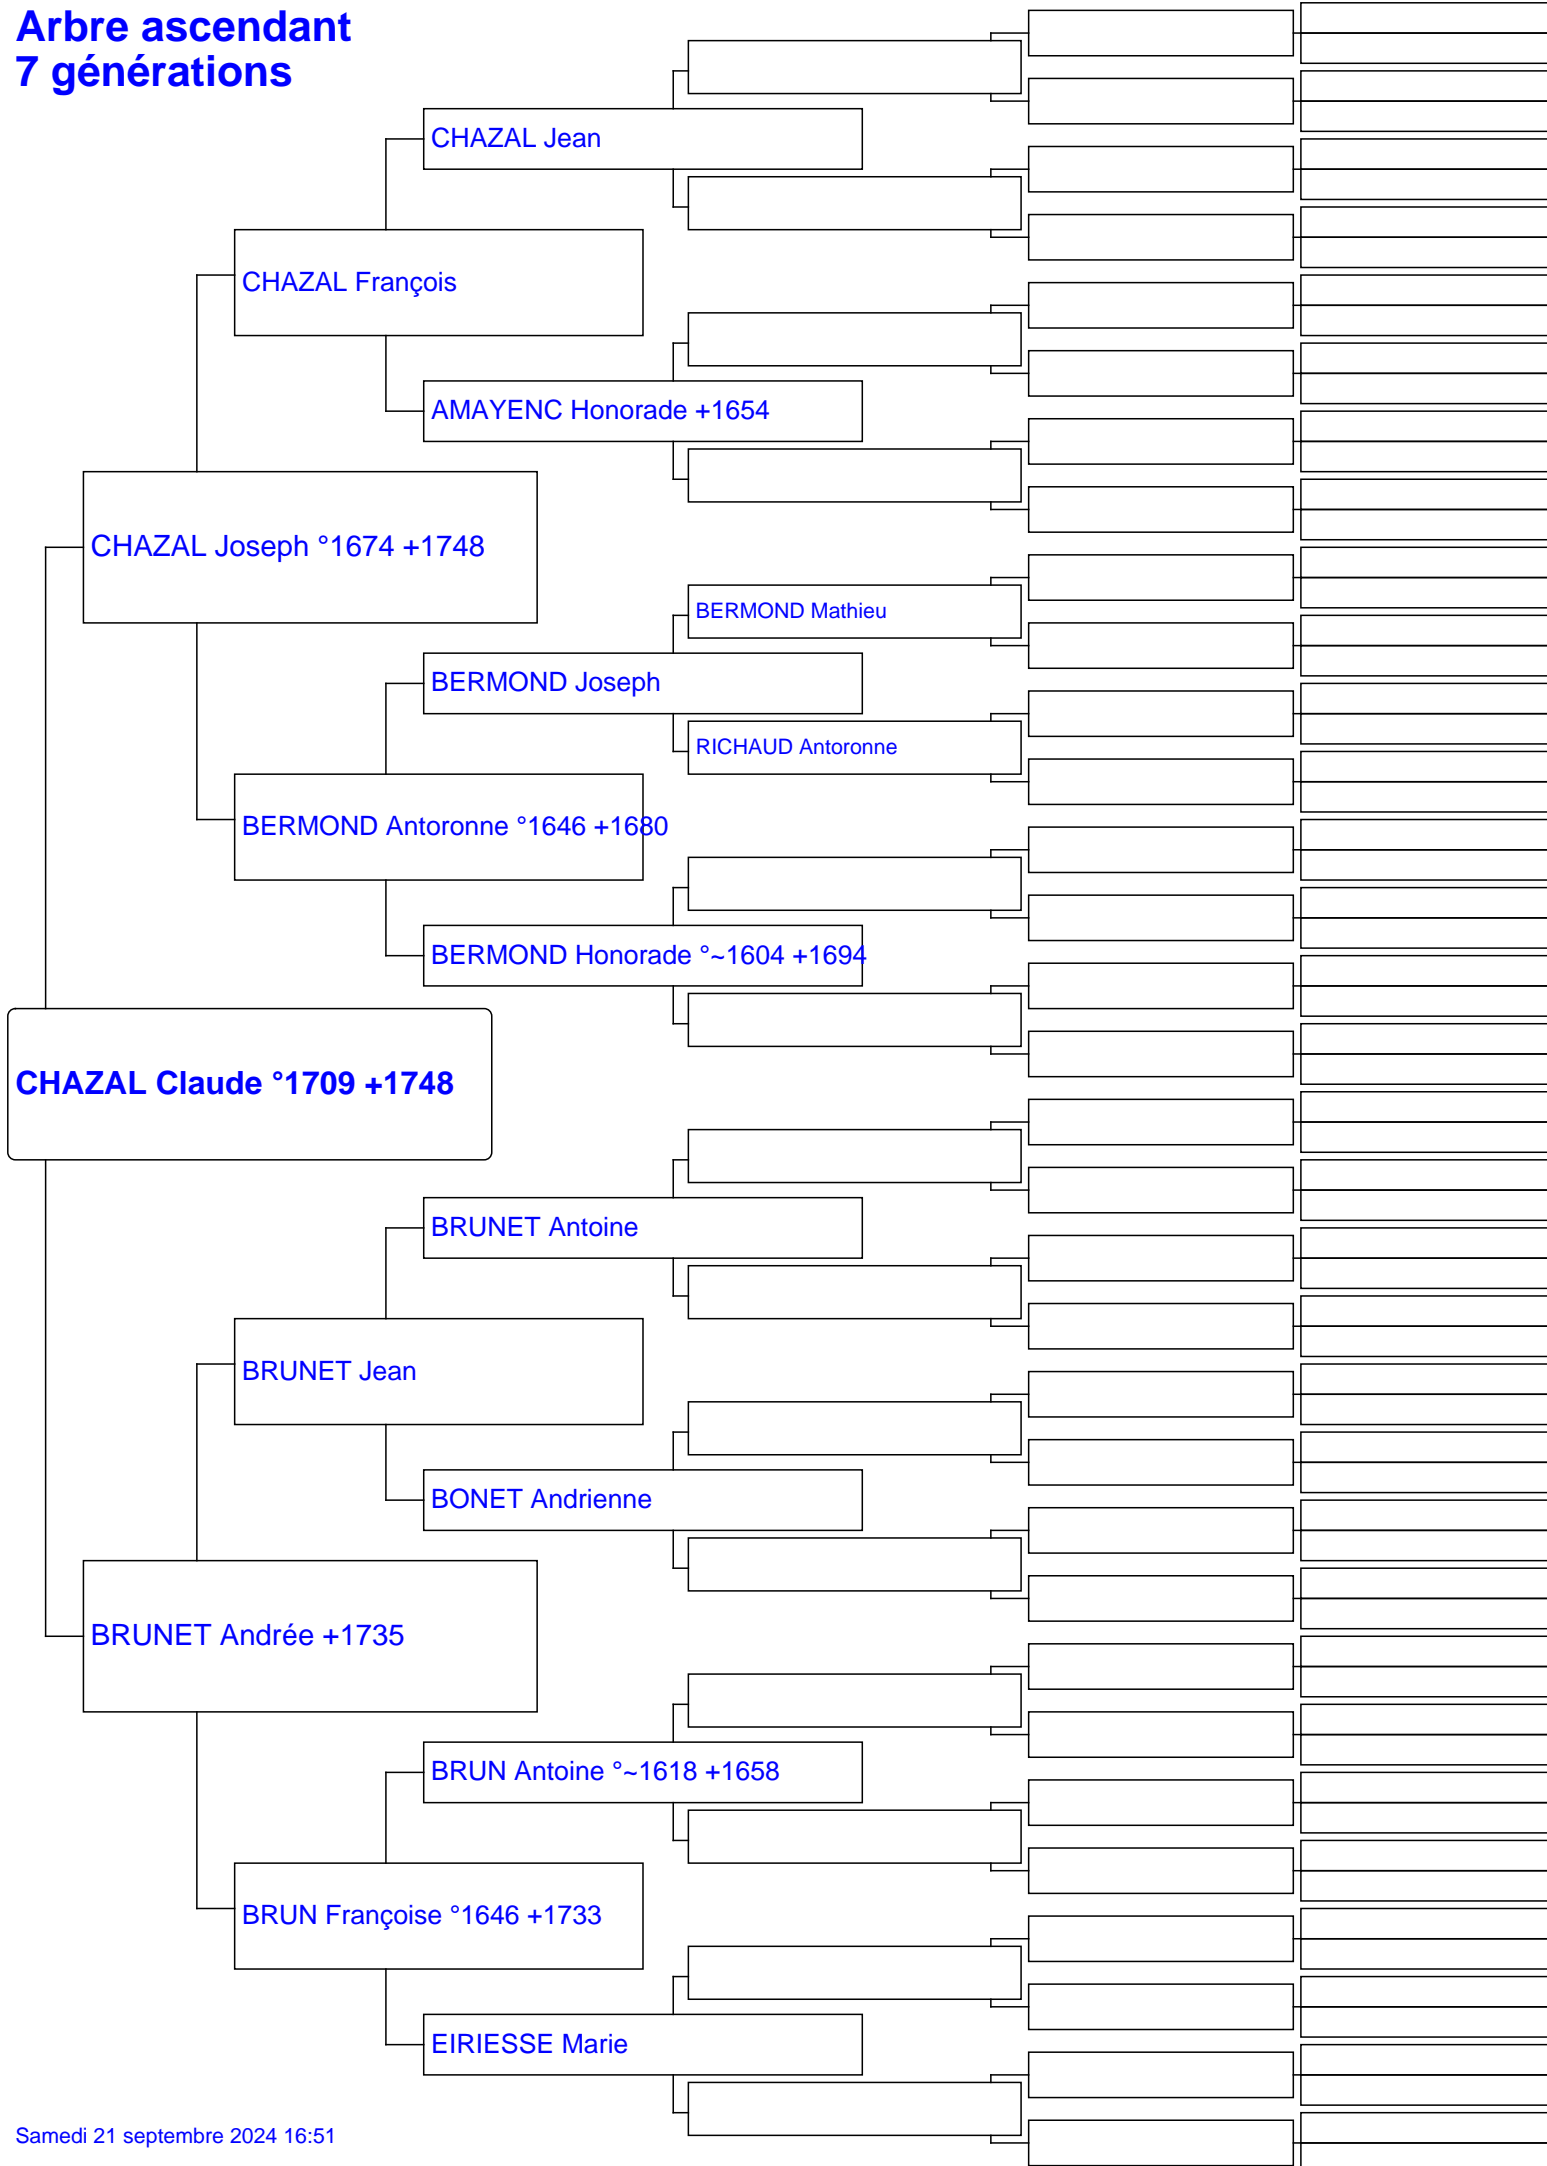 Arbre ascendant
7 générations
CHAZAL Jean
CHAZAL François
AMAYENC Honorade +1654
CHAZAL Joseph °1674 +1748
BERMOND Mathieu
BERMOND Joseph
RICHAUD Antoronne
BERMOND Antoronne °1646 +1680
BERMOND Honorade °~1604 +1694
CHAZAL Claude °1709 +1748
BRUNET Antoine
BRUNET Jean
BONET Andrienne
BRUNET Andrée +1735
BRUN Antoine °~1618 +1658
BRUN Françoise °1646 +1733
EIRIESSE Marie
Samedi 21 septembre 2024 16:51